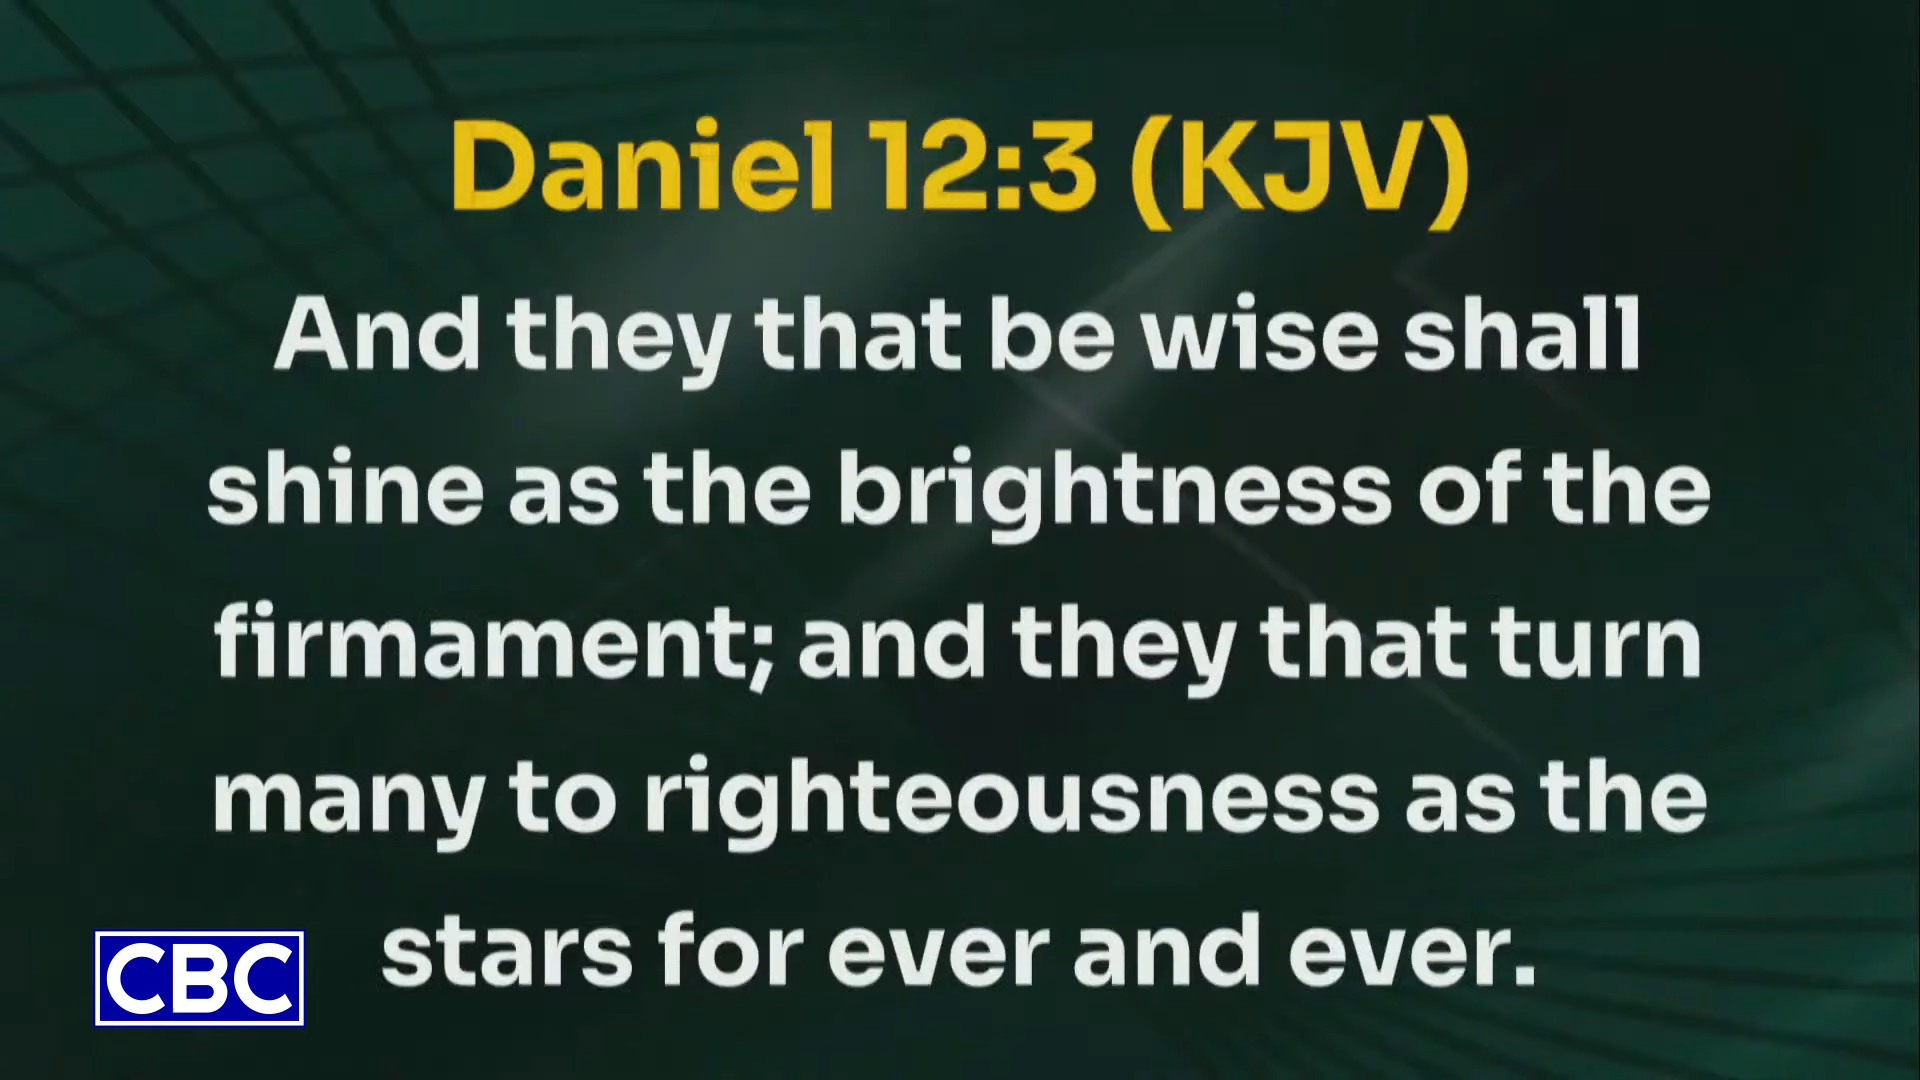 Daniel 12:3 (KJV)
And they that be wise shall
shine as the brightness of the
firmament; and they that turn
many to righteousness as the
stars for ever and ever.
CBC